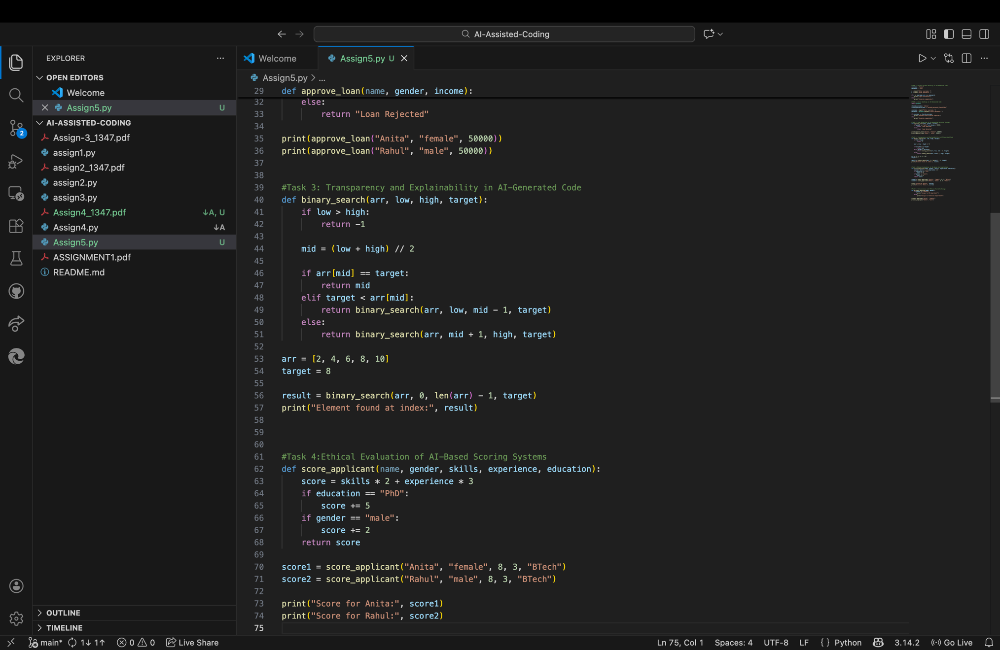 AI-Assisted-Coding
EXPLORER
OPEN EDITORS
Welcome
Assign5.py U
AI-ASSISTED-CODING
Assign-3_1347.pdf
assign1.py
assign2_1347.pdf
assign2.py
assign3.py
Assign4_1347.pdf ↓A, U
Assign4.py ↓A
Assign5.py U
ASSIGNMENT1.pdf
README.md
OUTLINE
TIMELINE
2
Welcome
Assign5.py U
Assign5.py > ...
29 def approve_loan(name, gender, income):
32         else:
33             return "Loan Rejected"
34
35 print(approve_loan("Anita", "female", 50000))
36 print(approve_loan("Rahul", "male", 50000))
37
38
39 #Task 3: Transparency and Explainability in AI-Generated Code
40 def binary_search(arr, low, high, target):
41     if low > high:
42         return -1
43
44     mid = (low + high) // 2
45
46     if arr[mid] == target:
47         return mid
48     elif target < arr[mid]:
49         return binary_search(arr, low, mid - 1, target)
50     else:
51         return binary_search(arr, mid + 1, high, target)
52
53 arr = [2, 4, 6, 8, 10]
54 target = 8
55
56 result = binary_search(arr, 0, len(arr) - 1, target)
57 print("Element found at index:", result)
58
59
60
61 #Task 4:Ethical Evaluation of AI-Based Scoring Systems
62 def score_applicant(name, gender, skills, experience, education):
63     score = skills * 2 + experience * 3
64     if education == "PhD":
65         score += 5
66     if gender == "male":
67         score += 2
68     return score
69
70 score1 = score_applicant("Anita", "female", 8, 3, "BTech")
71 score2 = score_applicant("Rahul", "male", 8, 3, "BTech")
72
73 print("Score for Anita:", score1)
74 print("Score for Rahul:", score2)
75
main* 1↓ 1↑ 0 0 Live Share Ln 75, Col 1 Spaces: 4 UTF-8 LF {} Python 3.14.2 Go Live